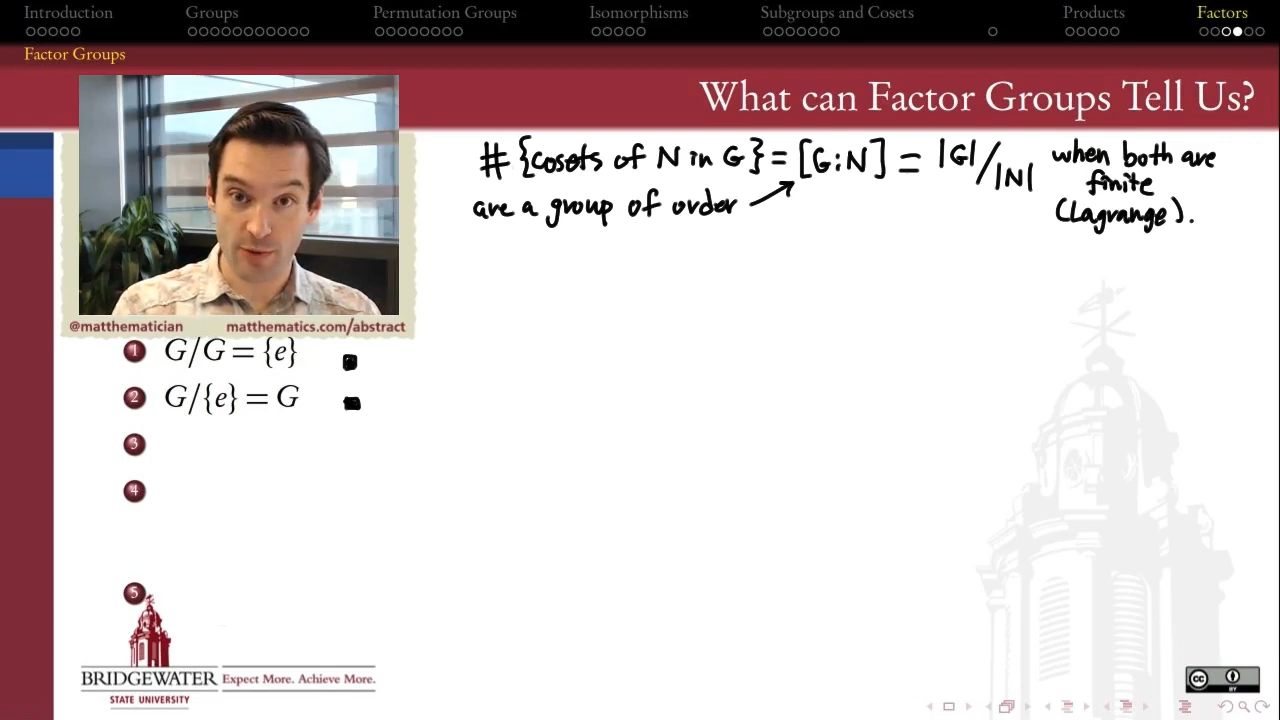 Introduction Groups Permutation Groups Isomorphisms Subgroups and Cosets Products Factors
Factor Groups
What can Factor Groups Tell Us?
# {cosets of N in G} = [G:N] = |G|/|N| when both are
are a group of order finite
(Lagrange).
@matthematician matthematics.com/abstract
1 G/G = {e}
2 G/{e} = G
3
4
5
BRIDGEWATER Expect More. Achieve More.
STATE UNIVERSITY
CC BY